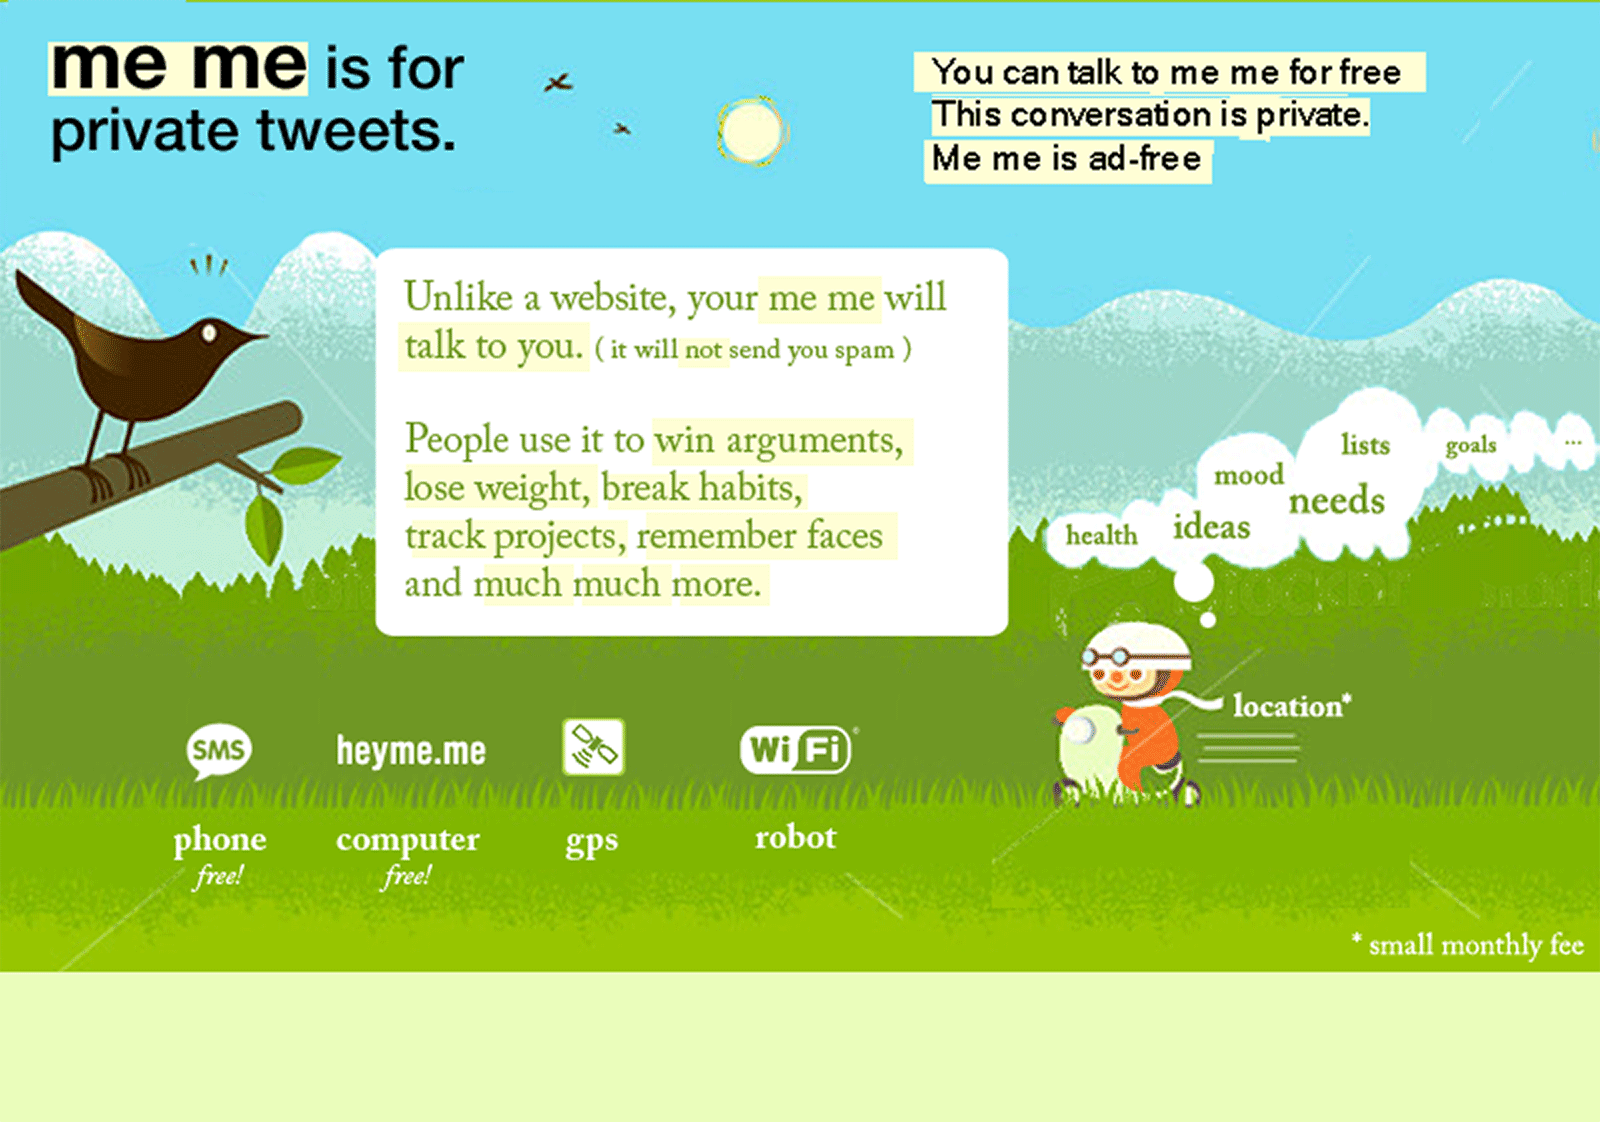 me me is for
private tweets.
You can talk to me me for free
This conversation is private.
Me me is ad-free
Unlike a website, your me me will
talk to you. ( it will not send you spam )
People use it to win arguments,
lose weight, break habits,
track projects, remember faces
and much much more.
lists
goals
...
mood
needs
health
ideas
location*
SMS
heyme.me
WiFi®
phone
free!
computer
free!
gps
robot
* small monthly fee